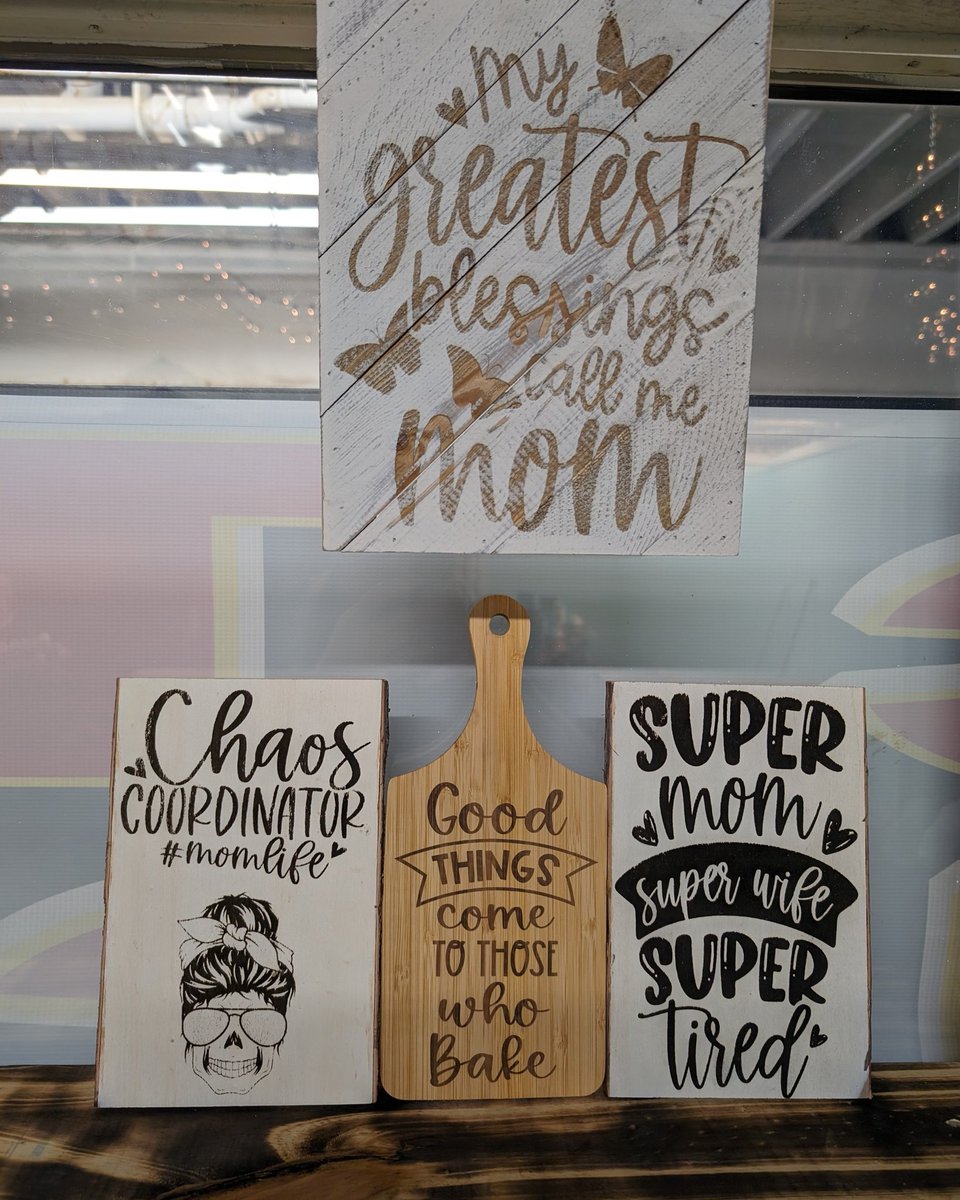 my
greatest
blessings
call me
mom
Chaos
COORDINATOR
#momlife
Good
THINGS
come
TO THOSE
who
Bake
SUPER
mom
super wife
SUPER
tired